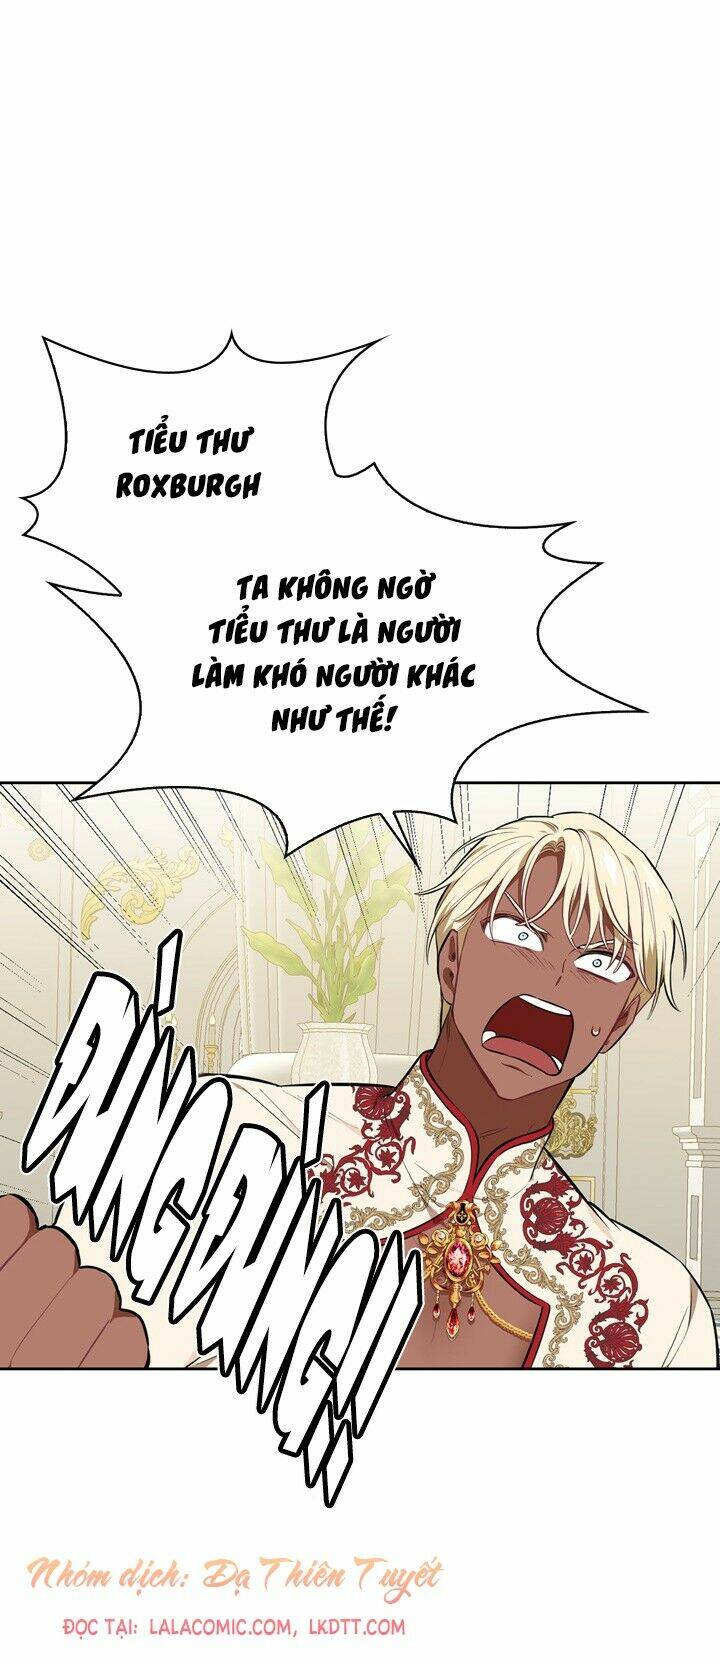 TIỂU THƯ
ROXBURGH
TA KHÔNG NGỜ
TIỂU THƯ LÀ NGƯỜI
LÀM KHÓ NGƯỜI KHÁC
NHƯ THẾ!
ĐÙNG ĐÙNG!!
Nhóm dịch: Dạ Thiên Tuyết
ĐỌC TẠI: LALACOMIC.COM, LKDTT.COM